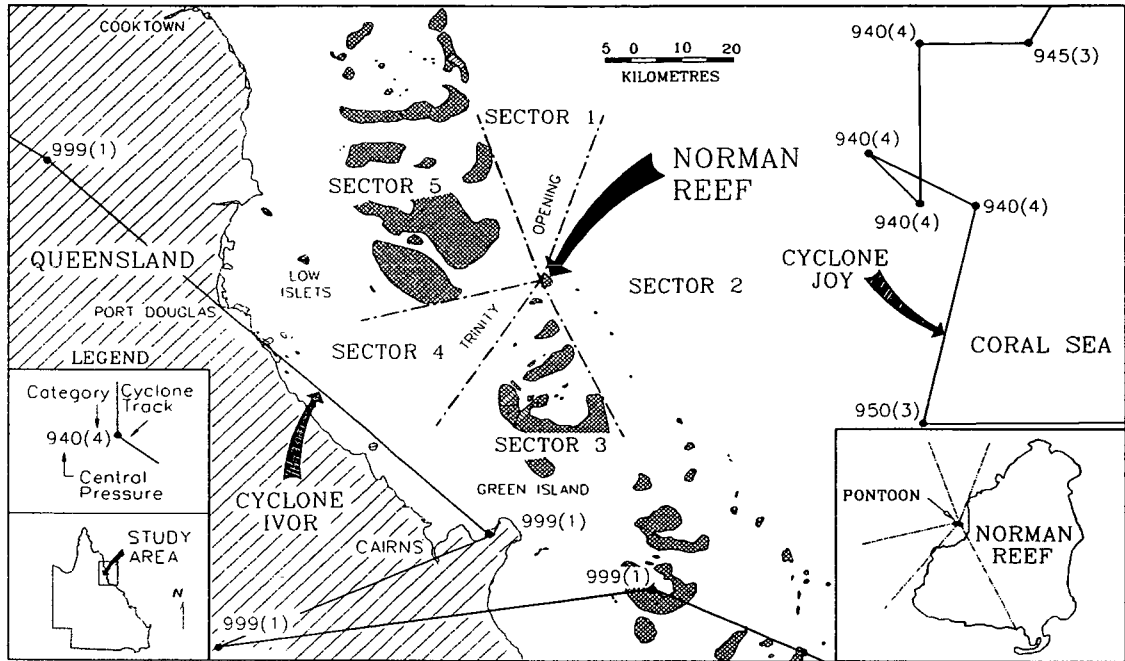 COOKTOWN
SECTOR 1
5 0 10 20
KILOMETRES
940(4)
945(3)
999(1)
SECTOR 5
OPENING
NORMAN
REEF
940(4)
940(4)
940(4)
QUEENSLAND
LOW
ISLETS
SECTOR 2
CYCLONE
JOY
PORT DOUGLAS
SECTOR 4
TRINITY
CORAL SEA
950(3)
SECTOR 3
GREEN ISLAND
CYCLONE
IVOR
CAIRNS
999(1)
999(1)
999(1)
LEGEND
Category
Cyclone
Track
940(4)
Central
Pressure
STUDY
AREA
N
PONTOON
NORMAN
REEF